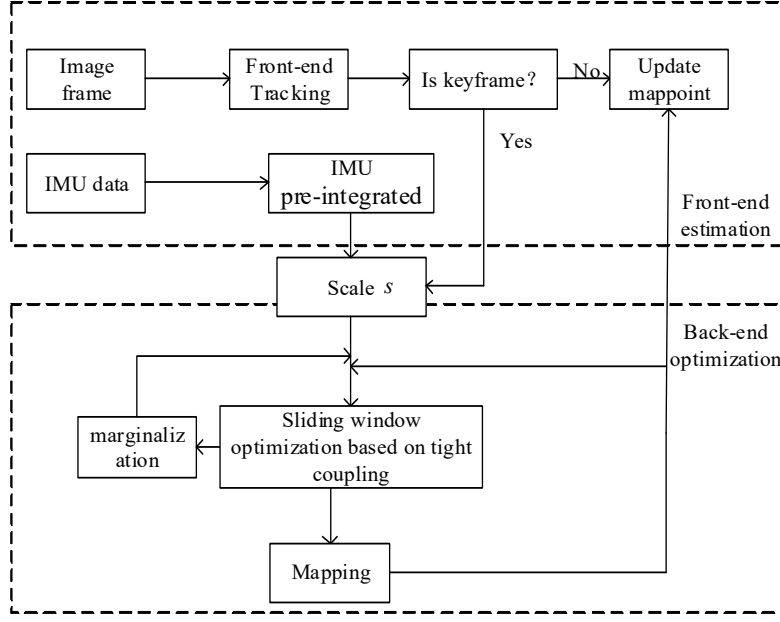 Image
frame
Front-end
Tracking
Is keyframe?
No
Update
mappoint
Yes
IMU data
IMU
pre-integrated
Front-end
estimation
Scale s
Back-end
optimization
marginaliz
ation
Sliding window
optimization based on tight
coupling
Mapping